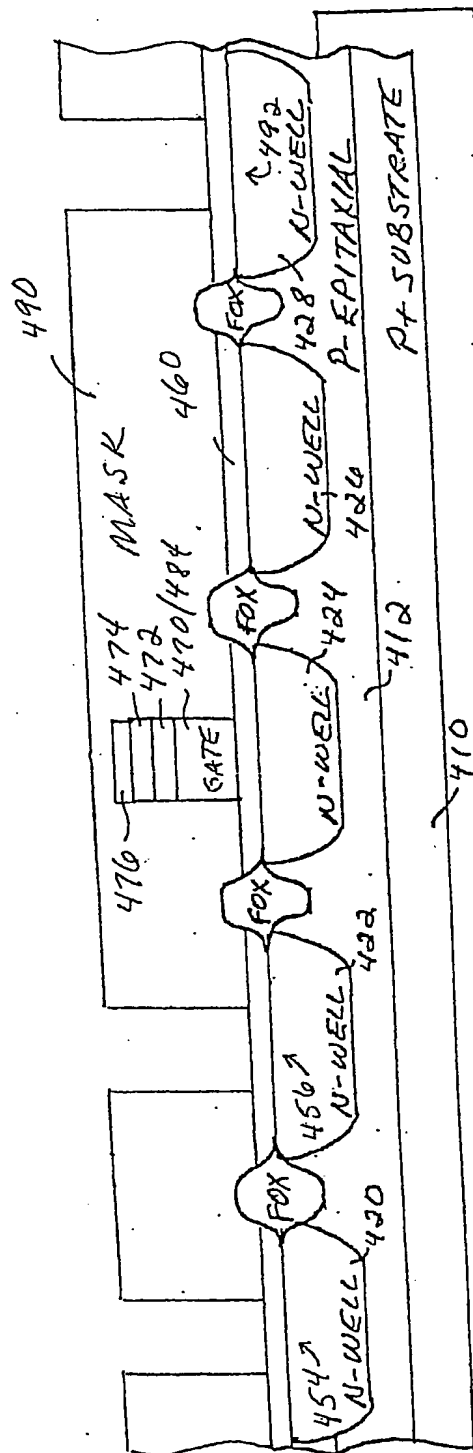 490
MASK
474
476
472
470/484
GATE
460
FOX
FOX
FOX
FOX
454
N-WELL
420
456
N-WELL
422
N-WELL
424
N-WELL
426
492
N-WELL
428
P-EPITAXIAL
412
P+ SUBSTRATE
410